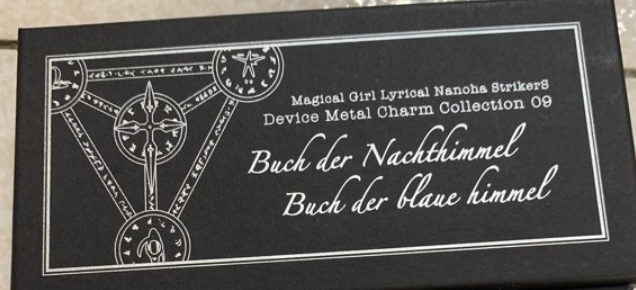 Magical Girl Lyrical Nanoha StrikerS
Device Metal Charm Collection 09
Buch der Nachthimmel
Buch der blaue himmel